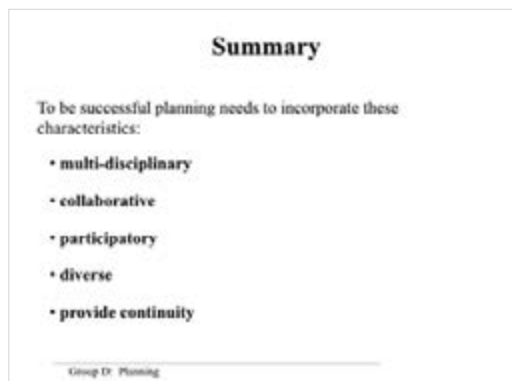 Summary
To be successful planning needs to incorporate these
characteristics:
• multi-disciplinary
• collaborative
• participatory
• diverse
• provide continuity
Group D: Planning